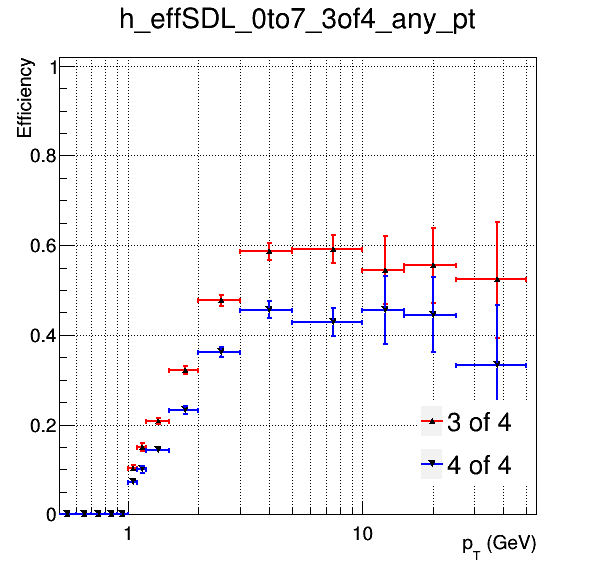 h_effSDL_0to7_3of4_any_pt
Efficiency
1
0.8
0.6
0.4
0.2
0
3 of 4
4 of 4
1
10
p_T (GeV)